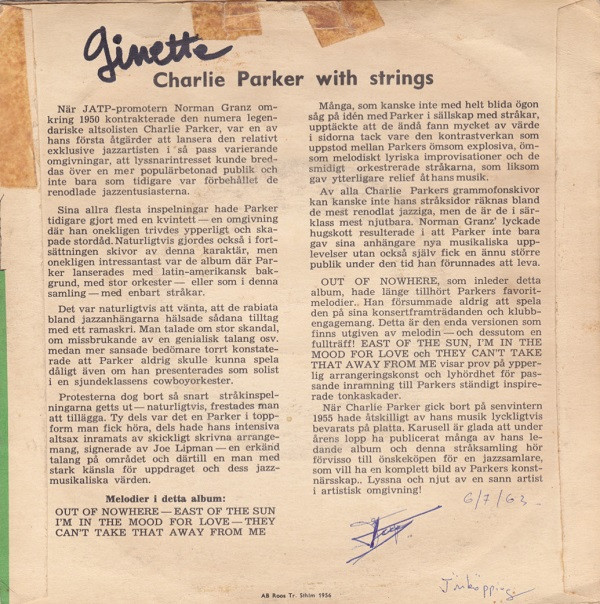 Ginette
Charlie Parker with strings
När JATP-promotern Norman Granz om-
kring 1950 kontrakterade den numera legen-
dariske altsolisten Charlie Parker, var en av
hans första åtgärder att lansera den relativt
exklusive jazzartisten i så pass varierande
omgivningar, att lyssnarintresset kunde bred-
das över en mer populärbetonad publik och
inte bara som tidigare var förbehållet de
renodlade jazzentusiasterna.
Sina allra flesta inspelningar hade Parker
tidigare gjort med en kvintett — en omgivning
där han onekligen trivdes ypperligt och ska-
pade stordåd. Naturligtvis gjordes också i fort-
sättningen skivor av denna karaktär, men
onekligen intressantast var de album där Par-
ker lanserades med latin-amerikansk bak-
grund, med stor orkester — eller som i denna
samling — med enbart stråkar.
Det var naturligtvis att vänta, att de rabiata
bland jazzanhängarna hälsade sådana tilltag
med ett ramaskri. Man talade om stor skandal,
om missbrukande av en genialisk talang osv.
medan mer sansade bedömare torrt konstate-
rade att Parker aldrig skulle kunna spela
dåligt även om han presenterades som solist
i en sjundeklassens cowboyorkester.
Protesterna dog bort så snart stråkinspel-
ningarna getts ut — naturligtvis, frestades man
att tillägga. Ty dels var det en Parker i topp-
form man fick höra, dels hade hans intensiva
altsax inramats av skickligt skrivna arrange-
mang, signerade av Joe Lipman — en erkänd
talang på området och därtill en man med
stark känsla för uppdraget och dess jazz-
musikaliska värden.
Melodier i detta album:
OUT OF NOWHERE — EAST OF THE SUN
I'M IN THE MOOD FOR LOVE — THEY
CAN'T TAKE THAT AWAY FROM ME
Många, som kanske inte med helt blida ögon
såg på idén med Parker i sällskap med stråkar,
upptäckte att de ändå fann mycket av värde
i sidorna tack vare den kontrastverkan som
uppstod mellan Parkers ömsom explosiva, öm-
som melodiskt lyriska improvisationer och de
smidigt orkestrerade stråkarna, som liksom
gav ytterligare relief åt hans musik.
Av alla Charlie Parkers grammofonskivor
kan kanske inte hans stråksidor räknas bland
de mest renodlat jazziga, men de är de i sär-
klass mest njutbara. Norman Granz' lyckade
hugskott resulterade i att Parker inte bara
gav sina anhängare nya musikaliska upp-
levelser utan också själv fick en ännu större
publik under den tid han förunnades att leva.
OUT OF NOWHERE, som inleder detta
album, hade länge tillhört Parkers favorit-
melodier.. Han försummade aldrig att spela
den på sina konsertframträdanden och klubb-
engagemang. Detta är den enda versionen som
finns utgiven av melodin — och dessutom en
fullträff! EAST OF THE SUN, I'M IN THE
MOOD FOR LOVE och THEY CAN'T TAKE
THAT AWAY FROM ME visar prov på ypper-
lig arrangeringskonst och lyhördhet för pas-
sande inramning till Parkers ständigt inspire-
rade tonkaskader.
När Charlie Parker gick bort på senvintern
1955 hade åtskilligt av hans musik lyckligtvis
bevarats på platta. Karusell är glada att under
årens lopp ha publicerat många av hans le-
dande album och denna stråksamling hör
förvisso till önskeköpen för en jazzsamlare,
som vill ha en komplett bild av Parkers konst-
närsskap.. Lyssna och njut av en sann artist
i artistisk omgivning!
6/7/63
AB Roos Tr. Sthlm 1956
Jönköping